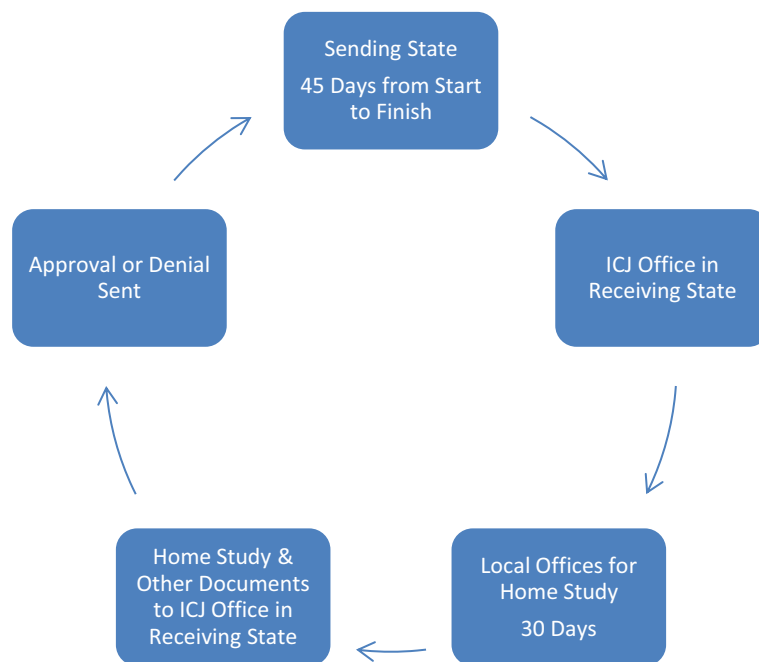 Sending State
45 Days from Start
to Finish
ICJ Office in
Receiving State
Local Offices for
Home Study
30 Days
Home Study &
Other Documents
to ICJ Office in
Receiving State
Approval or Denial
Sent